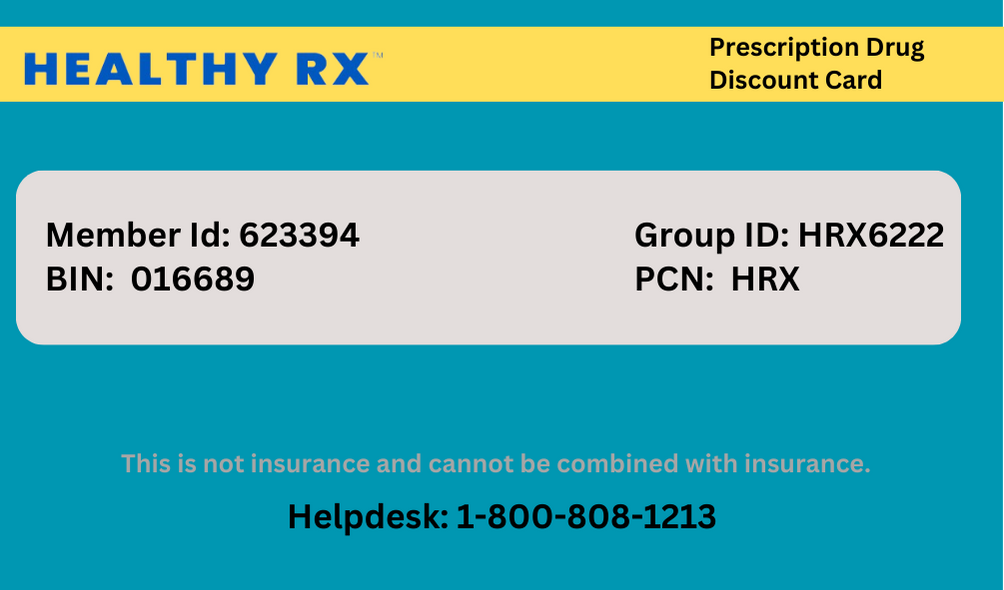 HEALTHY RX™
Prescription Drug
Discount Card
Member Id: 623394
BIN: 016689
Group ID: HRX6222
PCN: HRX
This is not insurance and cannot be combined with insurance.
Helpdesk: 1-800-808-1213